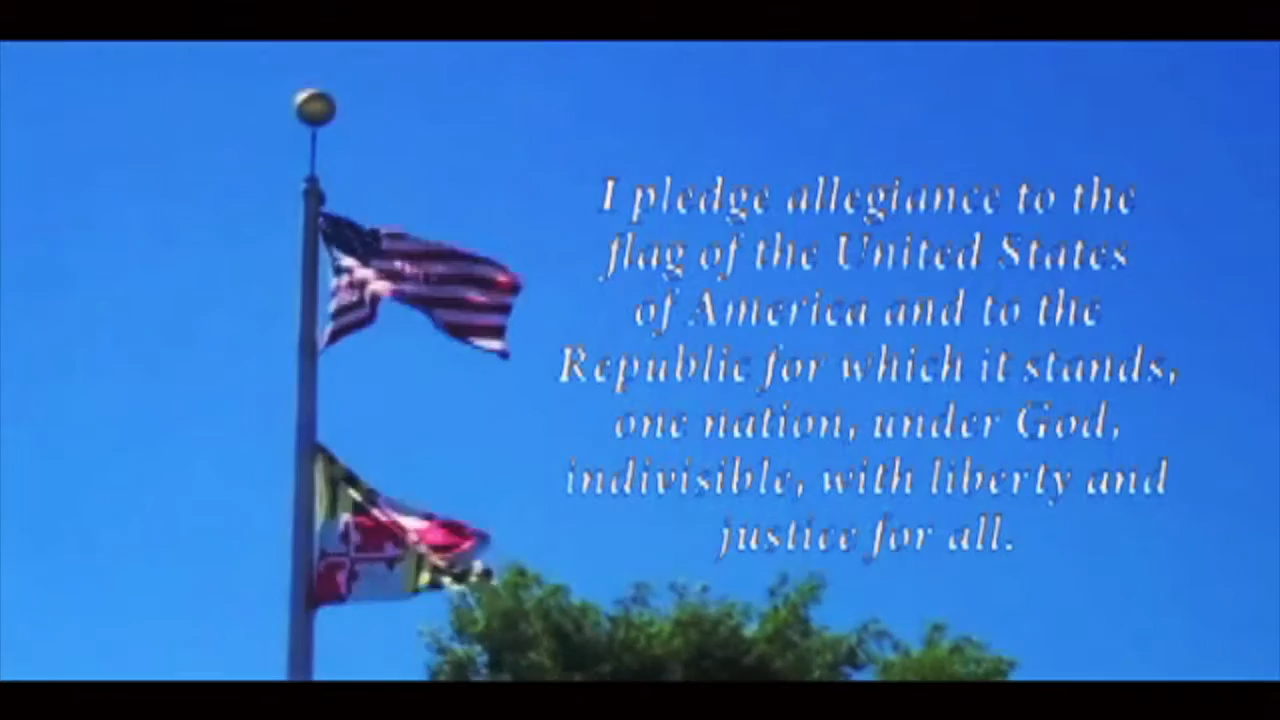 I pledge allegiance to the
flag of the United States
of America and to the
Republic for which it stands,
one nation, under God,
indivisible, with liberty and
justice for all.